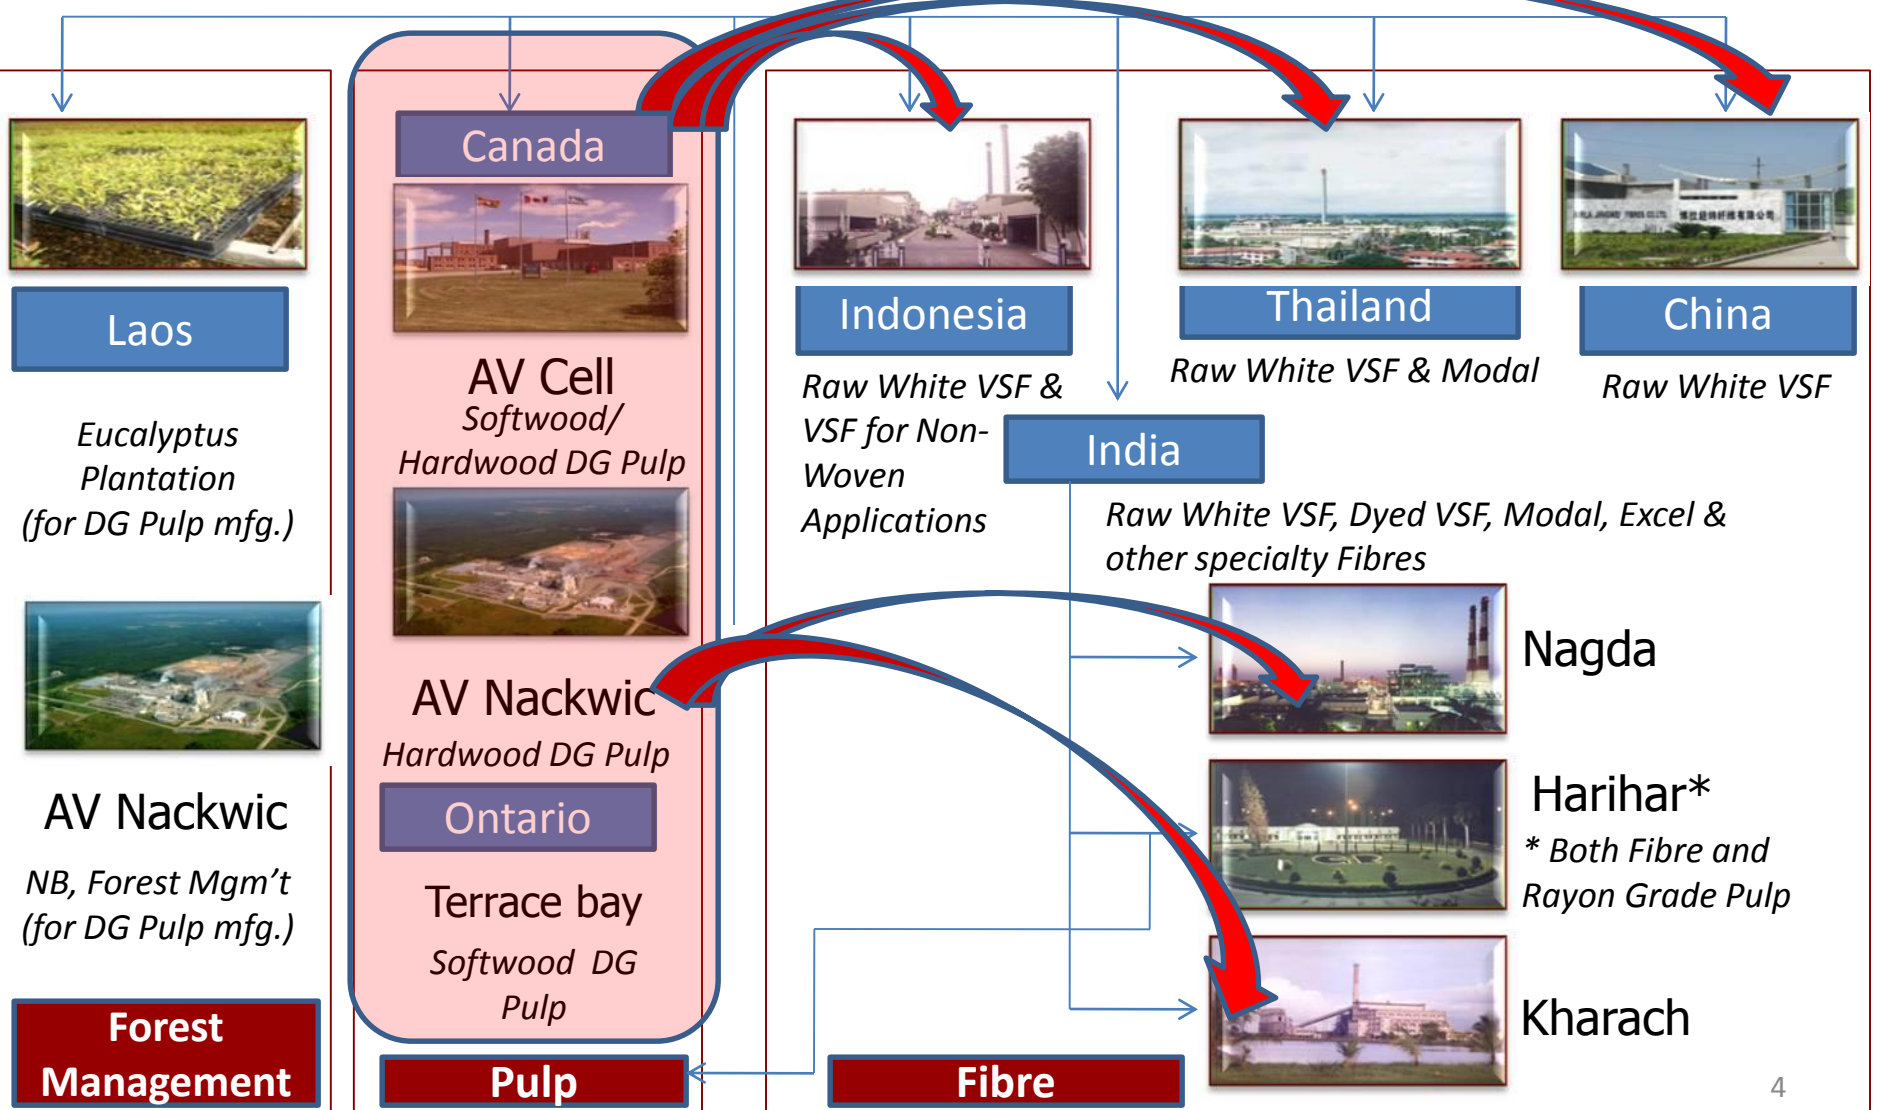 Laos
Eucalyptus
Plantation
(for DG Pulp mfg.)
AV Nackwic
NB, Forest Mgm’t
(for DG Pulp mfg.)
Forest
Management
Canada
AV Cell
Softwood/
Hardwood DG Pulp
AV Nackwic
Hardwood DG Pulp
Ontario
Terrace bay
Softwood DG
Pulp
Pulp
Indonesia
Raw White VSF &
VSF for Non-
Woven
Applications
Thailand
Raw White VSF & Modal
China
Raw White VSF
India
Raw White VSF, Dyed VSF, Modal, Excel &
other specialty Fibres
Nagda
Harihar*
* Both Fibre and
Rayon Grade Pulp
Kharach
Fibre
4